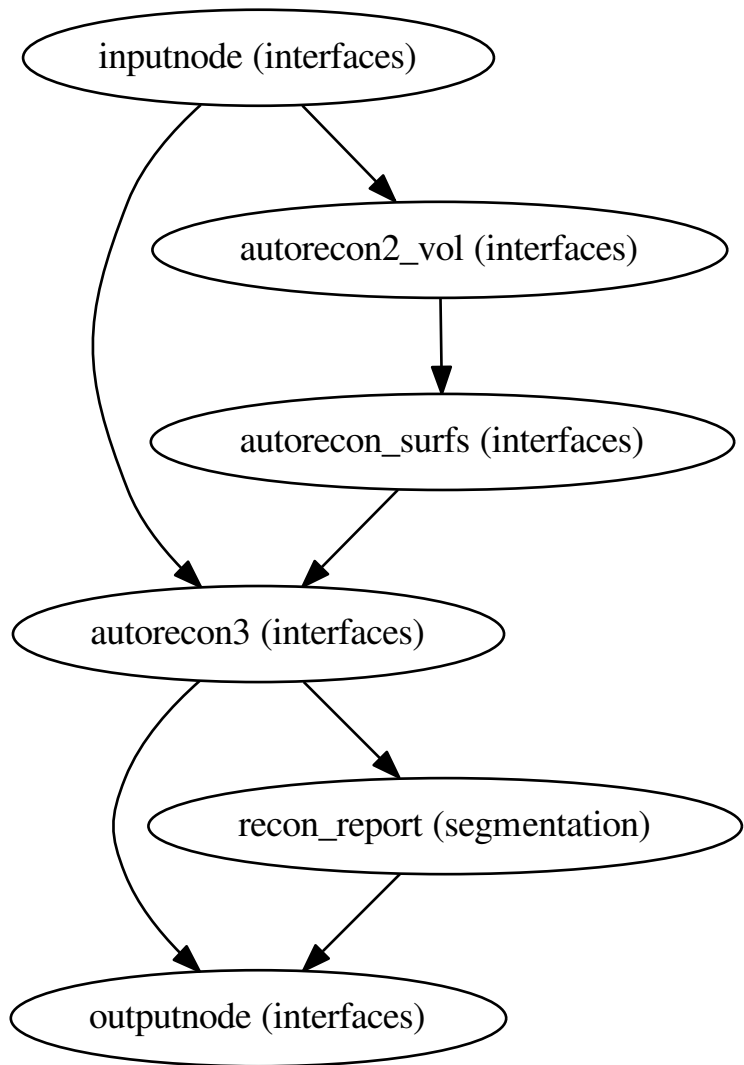 inputnode (interfaces)
autorecon2_vol (interfaces)
autorecon_surfs (interfaces)
autorecon3 (interfaces)
recon_report (segmentation)
outputnode (interfaces)